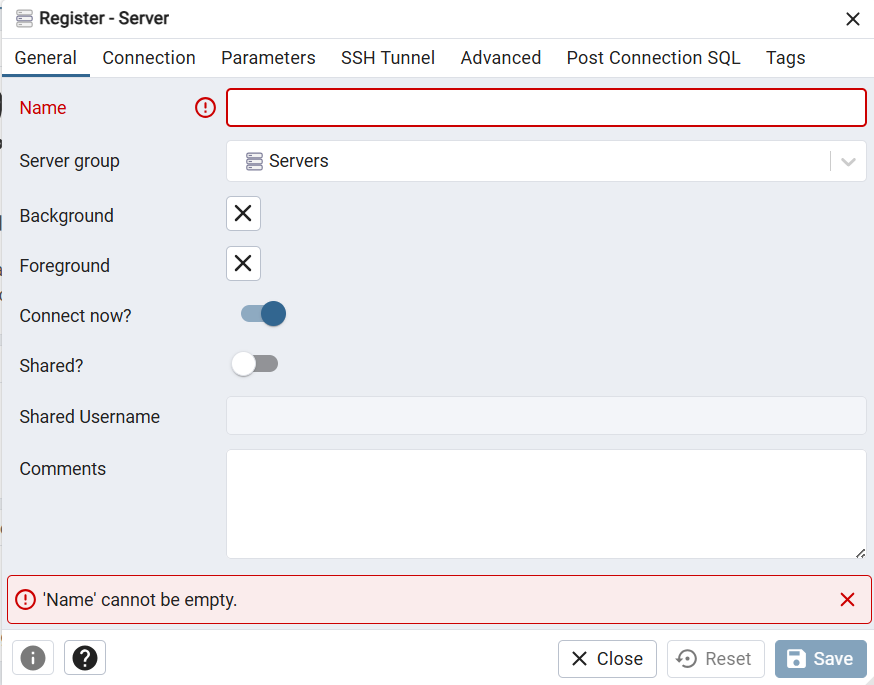 Register - Server
General Connection Parameters SSH Tunnel Advanced Post Connection SQL Tags
Name
Server group Servers
Background
Foreground
Connect now?
Shared?
Shared Username
Comments
'Name' cannot be empty.
Close Reset Save